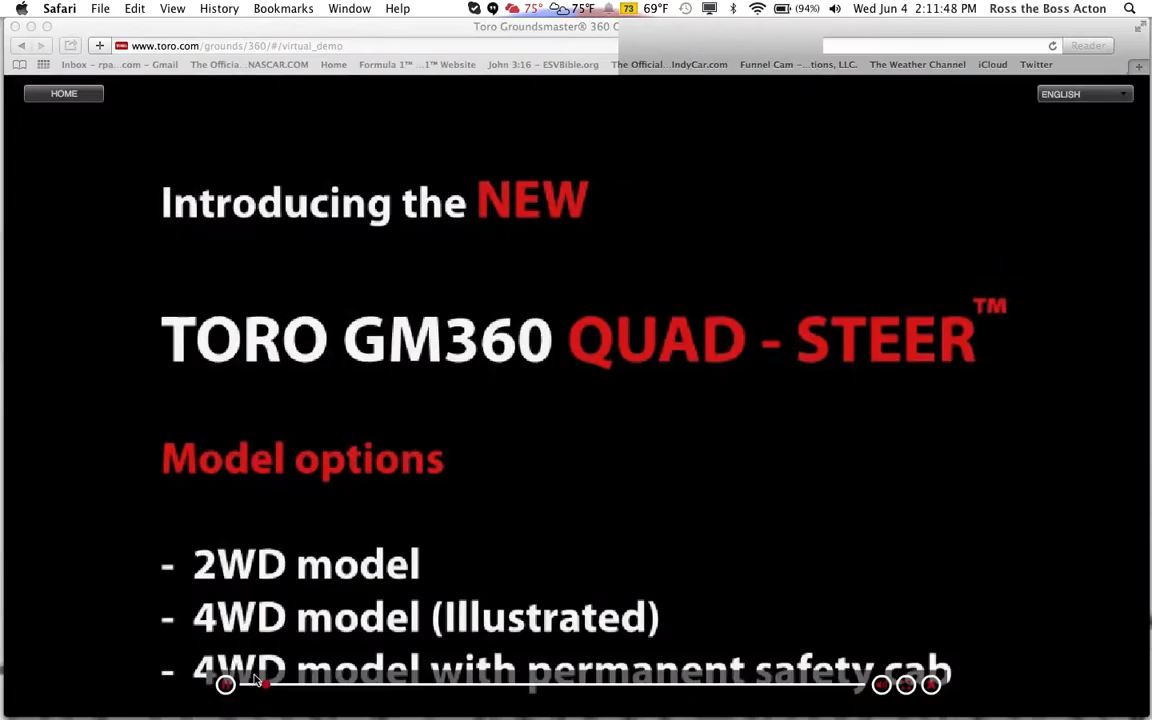 Safari File Edit View History Bookmarks Window Help 75° 75°F 73 69°F (94%) Wed Jun 4 2:11:48 PM Ross the Boss Acton
Toro Groundsmaster® 360
www.toro.com/grounds/360/#/virtual_demo Reader
Inbox - rpa...com - Gmail The Officia...NASCAR.COM Home Formula 1™...1™ Website John 3:16 - ESVBible.org The Official...IndyCar.com Funnel Cam -...tions, LLC. The Weather Channel iCloud Twitter
HOME ENGLISH
Introducing the NEW
TORO GM360 QUAD - STEER™
Model options
- 2WD model
- 4WD model (Illustrated)
- 4WD model with permanent safety cab